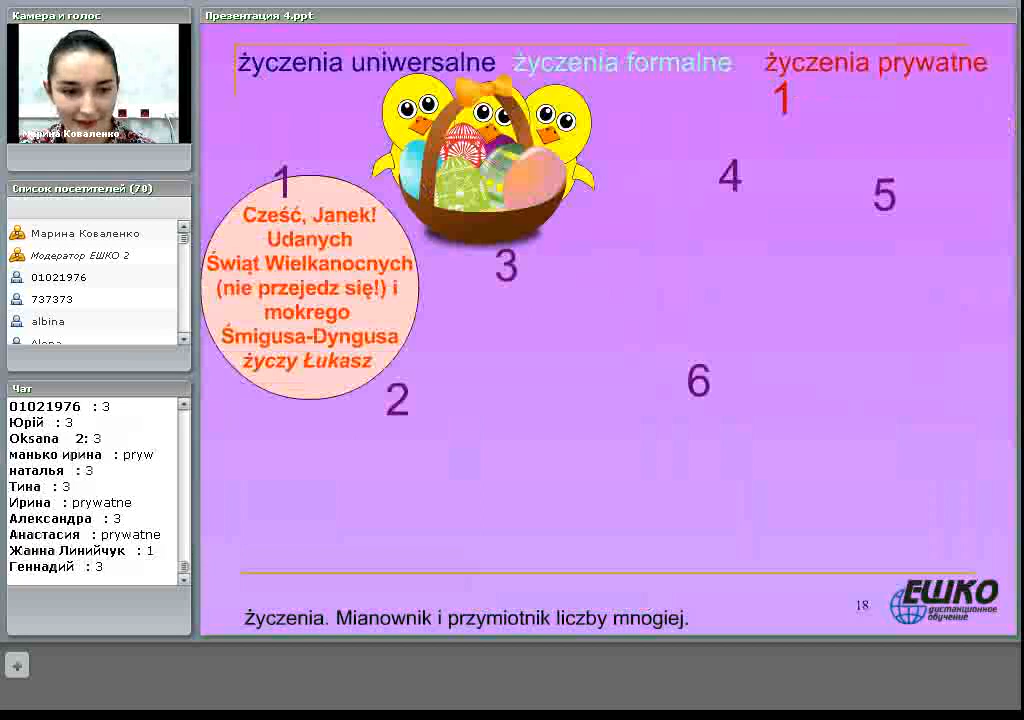 Камера и голос
Марина Коваленко
Список посетителей (70)
Марина Коваленко
Модератор ЕШКО 2
01021976
737373
albina
Alena
Чат
01021976 : 3
Юрій : 3
Oksana 2: 3
манько ирина : pryw
наталья : 3
Тина : 3
Ирина : prywatne
Александра : 3
Анастасия : prywatne
Жанна Линийчук : 1
Геннадий : 3
Презентация 4.ppt
życzenia uniwersalne życzenia formalne życzenia prywatne
1
1
4
5
Cześć, Janek!
Udanych
Świąt Wielkanocnych
(nie przejedz się!) i
mokrego
Śmigusa-Dyngusa
życzy Łukasz
3
2
6
18
ЕШКО
дистанционное
обучение
Życzenia. Mianownik i przymiotnik liczby mnogiej.